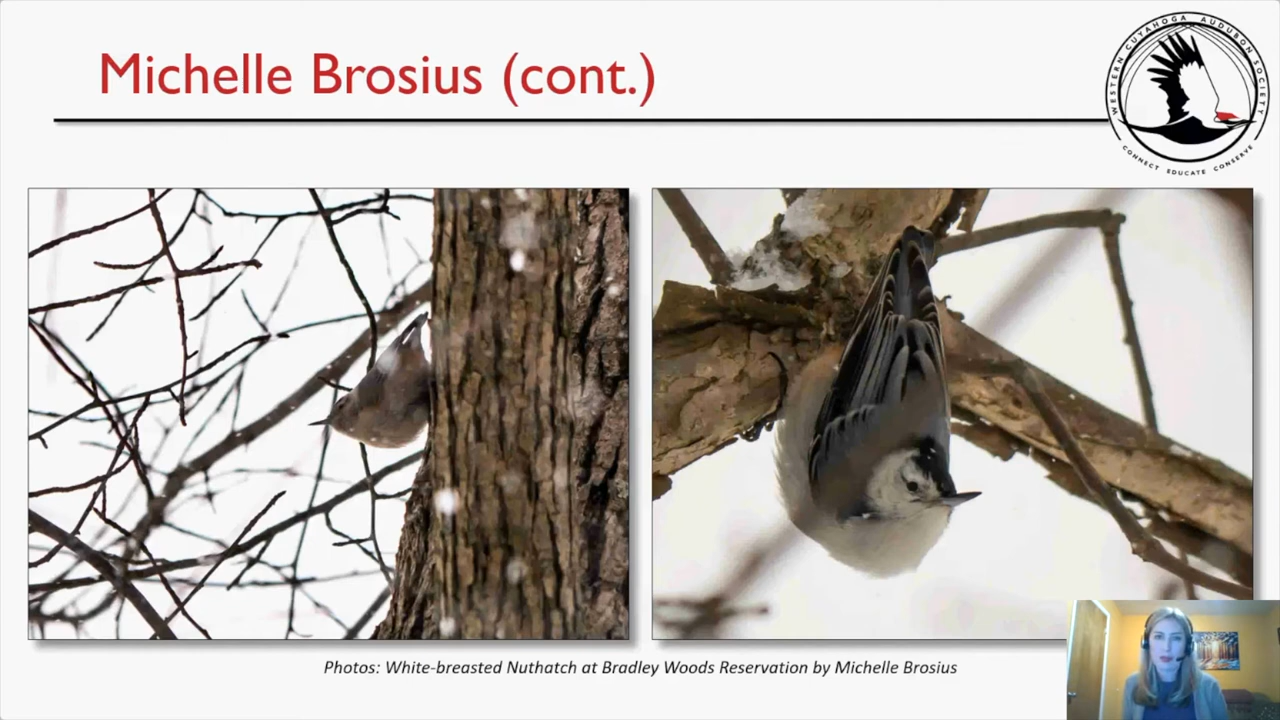 Michelle Brosius (cont.)
WESTERN CUYAHOGA AUDUBON SOCIETY
CONNECT EDUCATE CONSERVE
Photos: White-breasted Nuthatch at Bradley Woods Reservation by Michelle Brosius